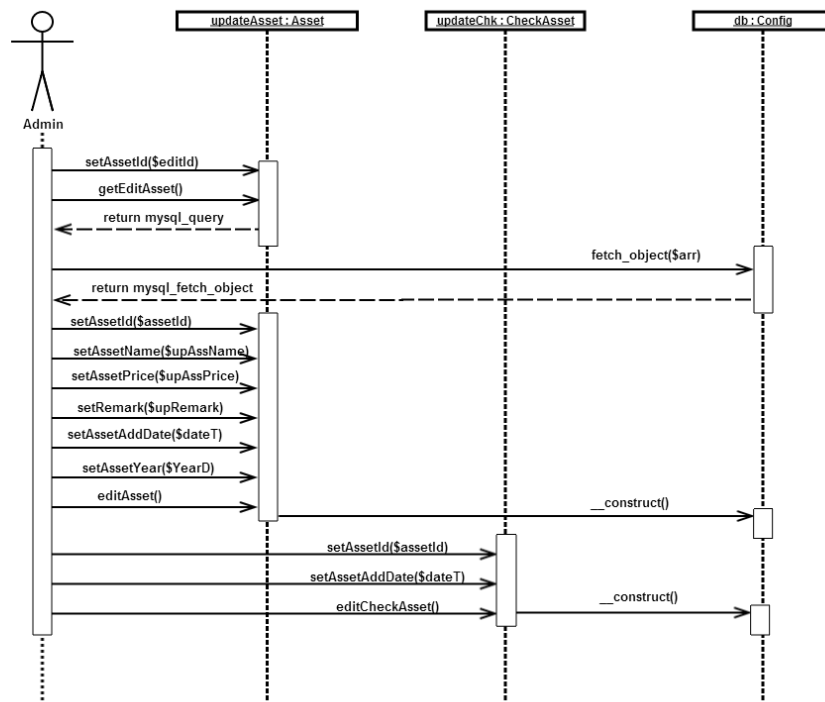 updateAsset : Asset
updateChk : CheckAsset
db : Config
Admin
setAssetId($editId)
getEditAsset()
return mysql_query
fetch_object($arr)
return mysql_fetch_object
setAssetId($assetId)
setAssetName($upAssName)
setAssetPrice($upAssPrice)
setRemark($upRemark)
setAssetAddDate($dateT)
setAssetYear($YearD)
editAsset()
__construct()
setAssetId($assetId)
setAssetAddDate($dateT)
editCheckAsset()
__construct()